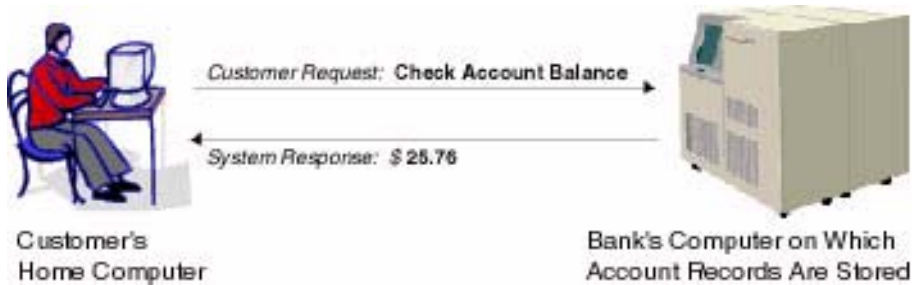 Customer Request: Check Account Balance
System Response: $ 25.76
Customer's
Home Computer
Bank's Computer on Which
Account Records Are Stored